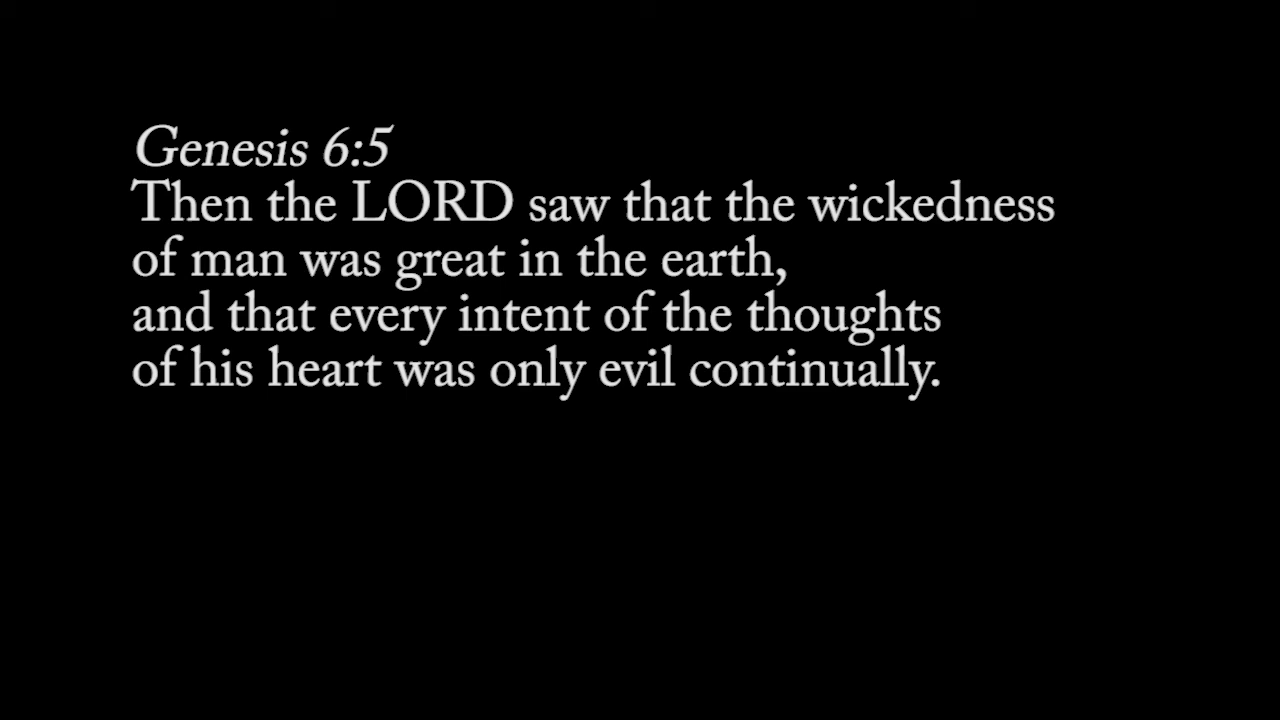 Genesis 6:5
Then the LORD saw that the wickedness
of man was great in the earth,
and that every intent of the thoughts
of his heart was only evil continually.